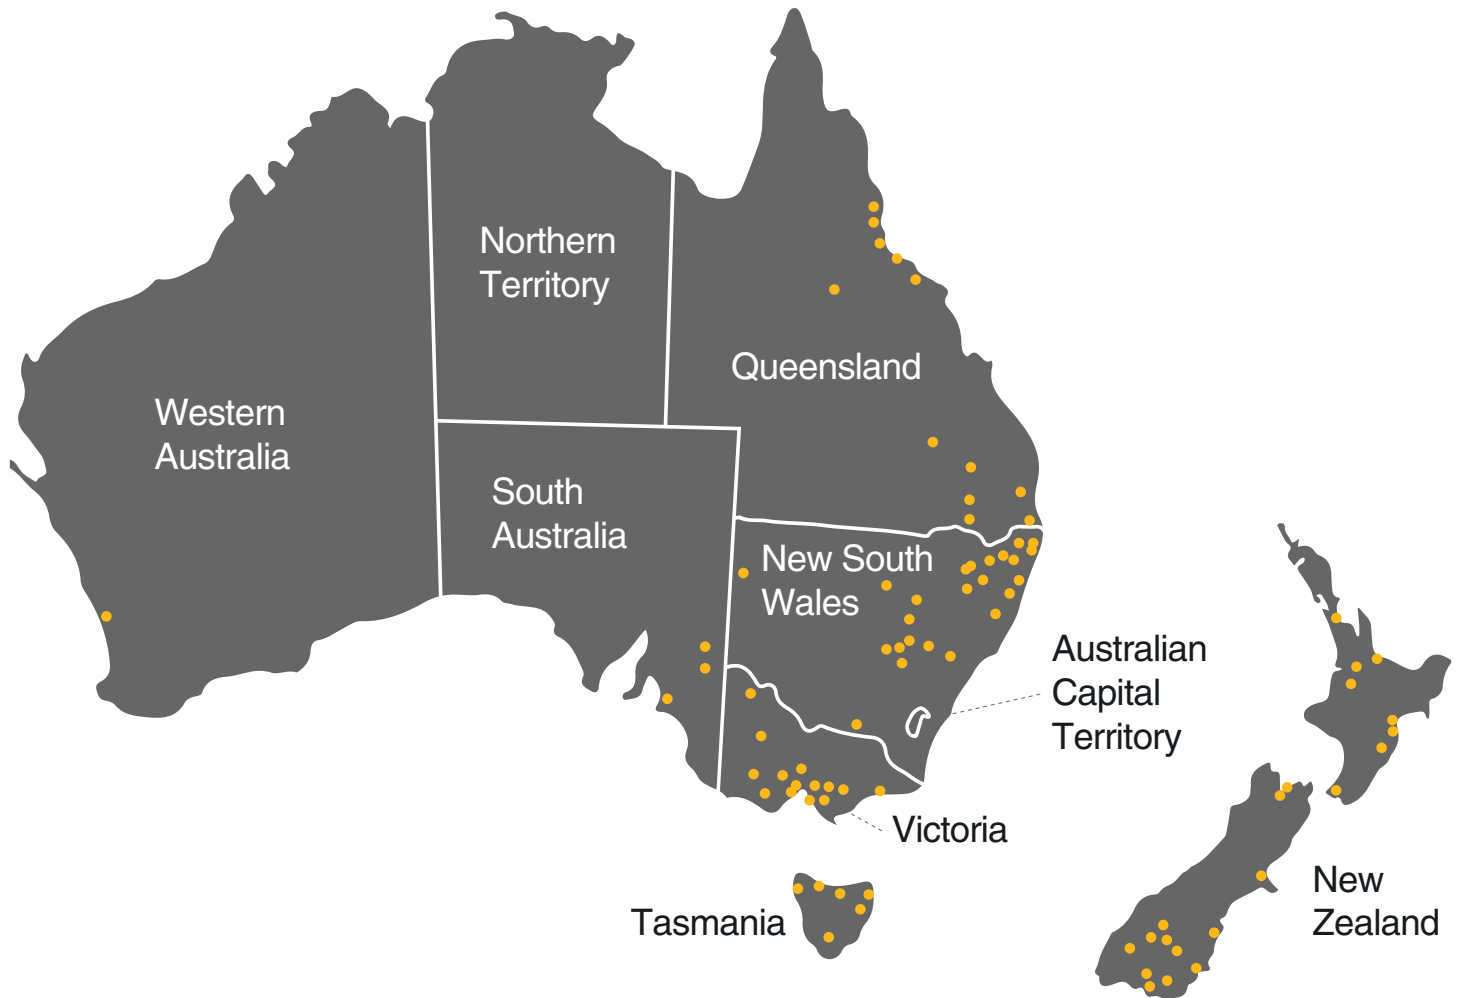 Northern
Territory
Queensland
Western
Australia
South
Australia
New South
Wales
Australian
Capital
Territory
Victoria
Tasmania
New
Zealand